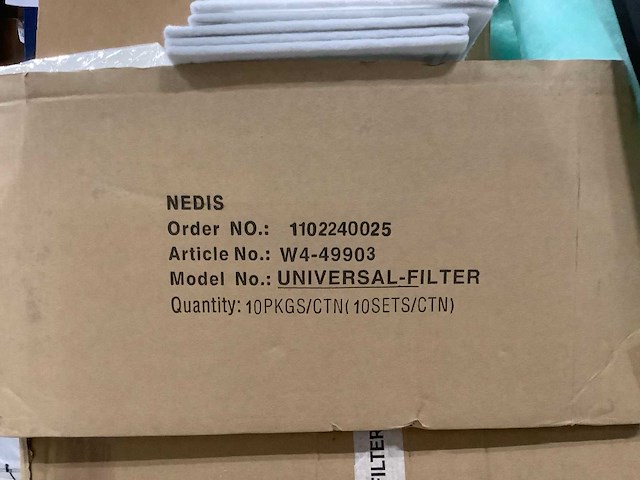 NEDIS
Order NO.: 1102240025
Article No.: W4-49903
Model No.: UNIVERSAL-FILTER
Quantity: 10PKGS/CTN(10SETS/CTN)
FILTER